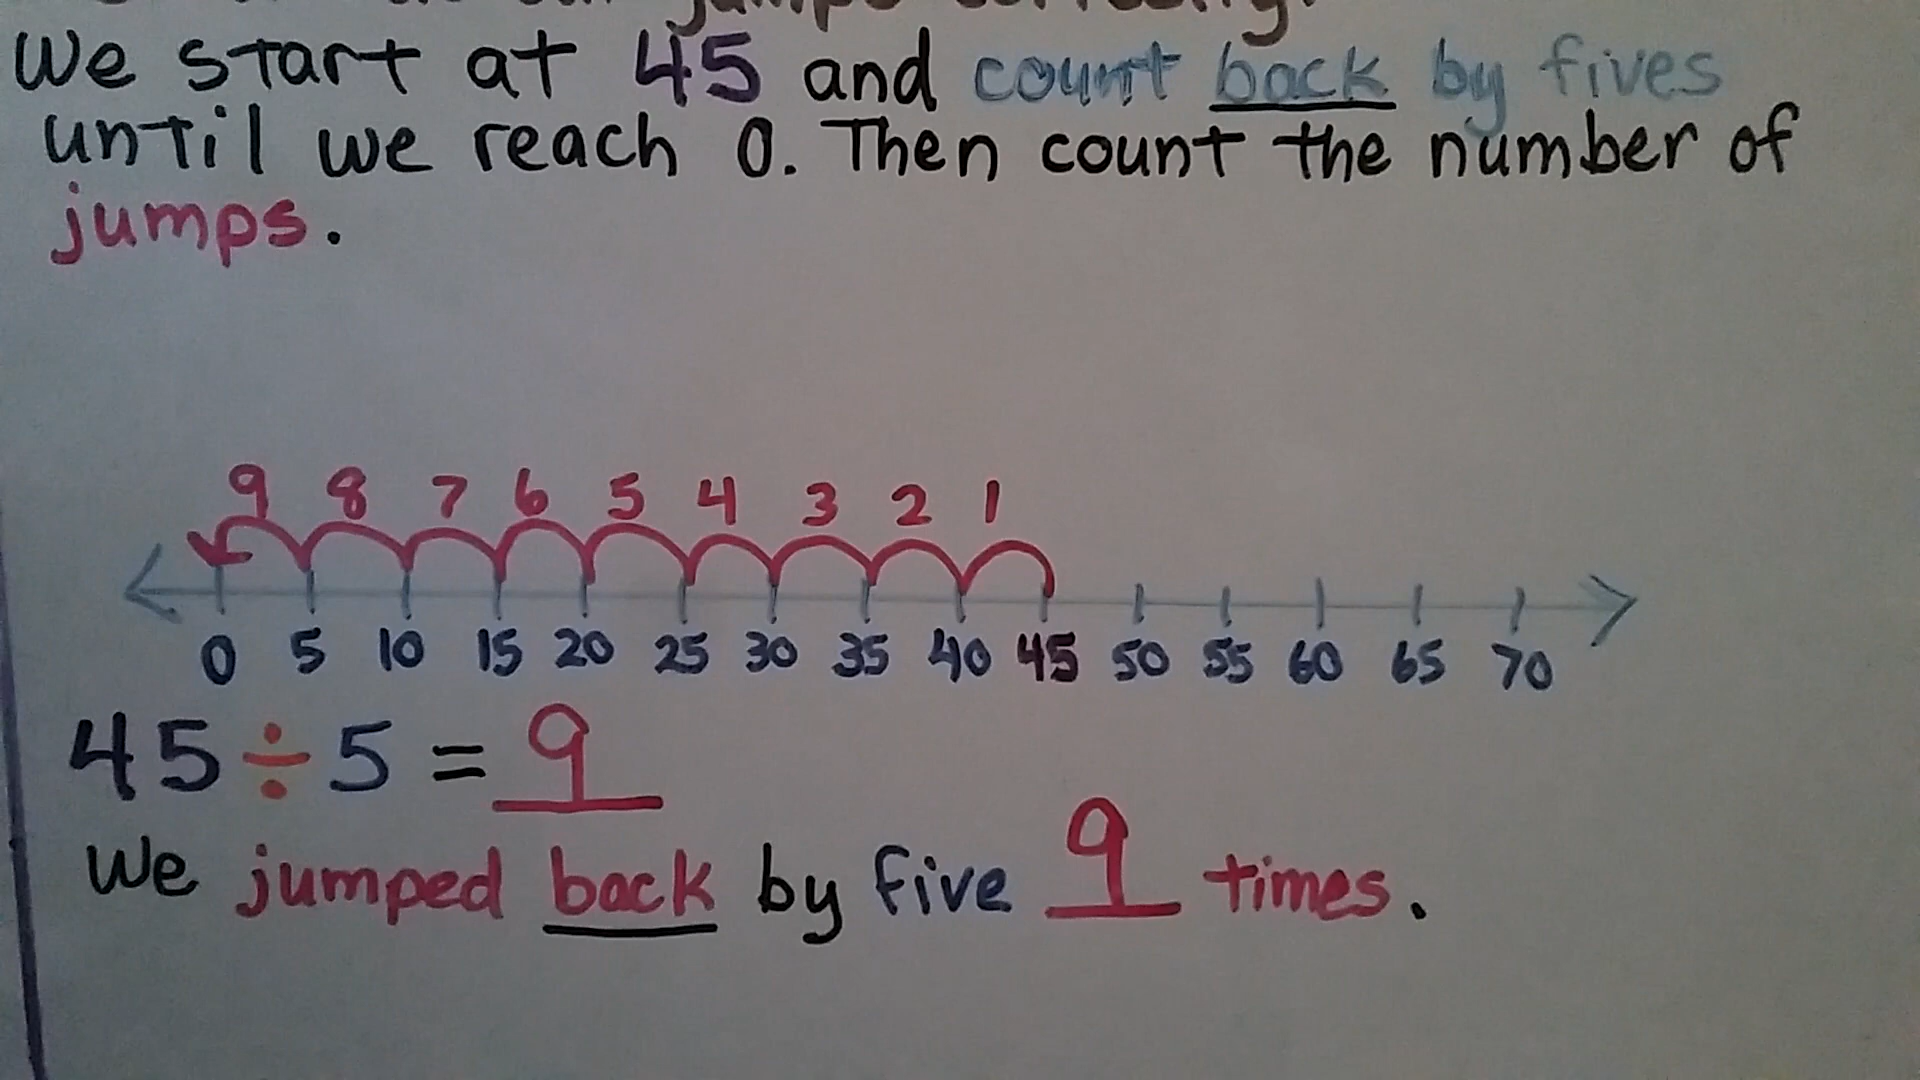 jumps correctly.
We start at 45 and count back by fives
until we reach 0. Then count the number of
jumps.
9 8 7 6 5 4 3 2 1
0 5 10 15 20 25 30 35 40 45 50 55 60 65 70
45 ÷ 5 = 9
We jumped back by five 9 times.